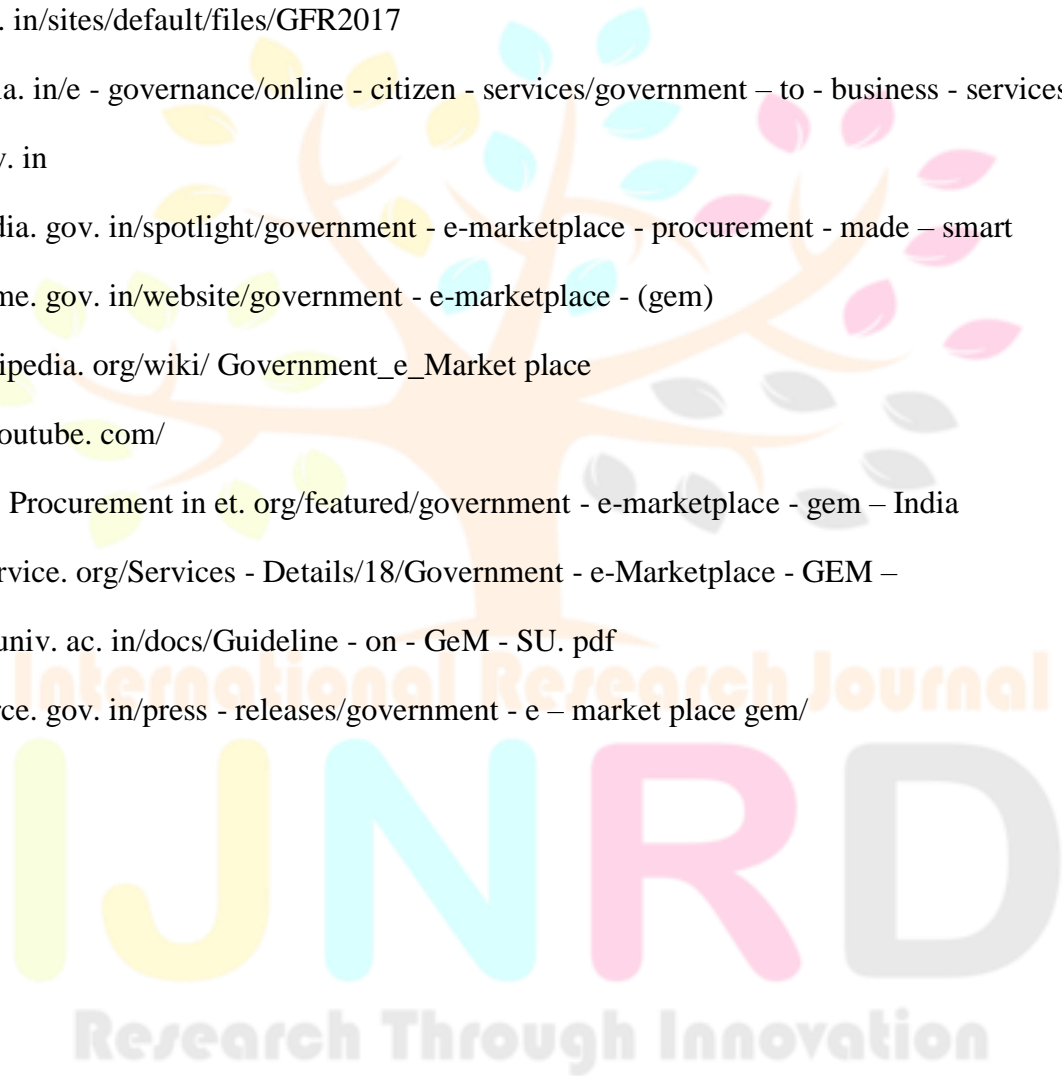 . in/sites/default/files/GFR2017
a. in/e - governance/online - citizen - services/government – to - business - services
v. in
dia. gov. in/spotlight/government - e-marketplace - procurement - made – smart
me. gov. in/website/government - e-marketplace - (gem)
ipedia. org/wiki/ Government_e_Market place
outube. com/
Procurement in et. org/featured/government - e-marketplace - gem – India
rvice. org/Services - Details/18/Government - e-Marketplace - GEM –
univ. ac. in/docs/Guideline - on - GeM - SU. pdf
International Research Journal
rce. gov. in/press - releases/government - e – market place gem/
IJNRD
Research Through Innovation